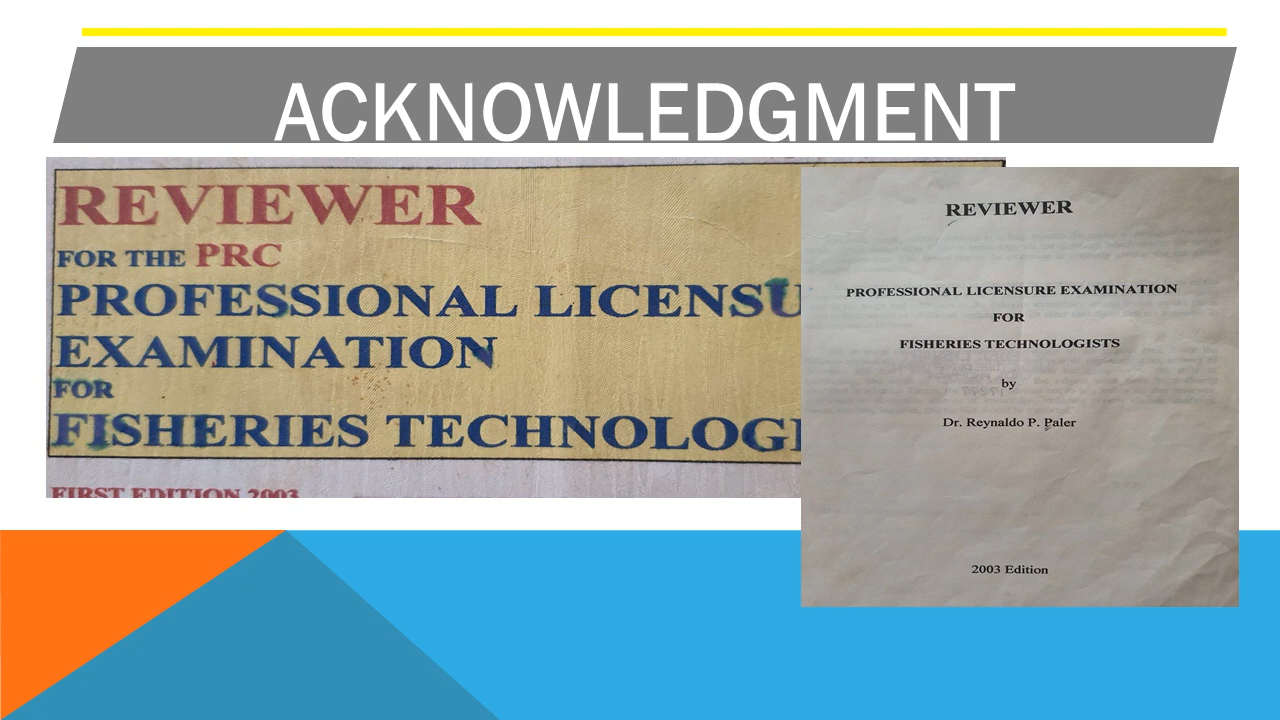 ACKNOWLEDGMENT
REVIEWER
FOR THE PRC
PROFESSIONAL LICENSU
EXAMINATION
FOR
FISHERIES TECHNOLOGI
FIRST EDITION 2003
REVIEWER
PROFESSIONAL LICENSURE EXAMINATION
FOR
FISHERIES TECHNOLOGISTS
by
Dr. Reynaldo P. Paler
2003 Edition